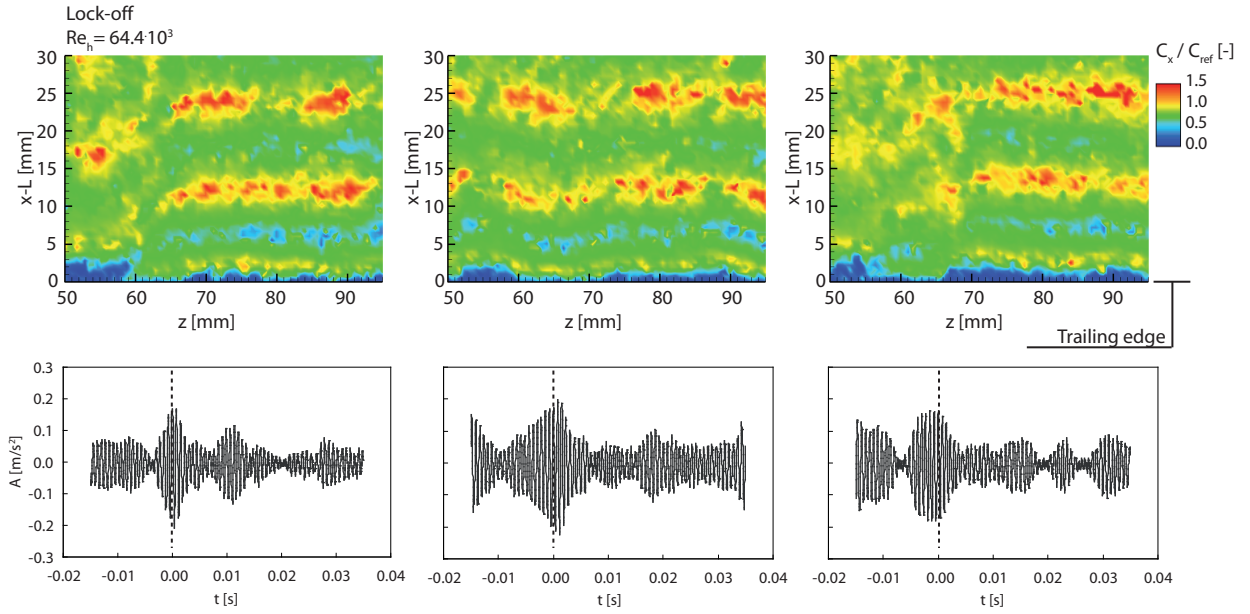 Lock-off
Re_h = 64.4·10³
C_x / C_ref [-]
1.5
1.0
0.5
0.0
30
25
20
15
10
5
0
x-L [mm]
50 60 70 80 90
z [mm]
30
25
20
15
10
5
0
x-L [mm]
50 60 70 80 90
z [mm]
30
25
20
15
10
5
0
x-L [mm]
50 60 70 80 90
z [mm]
Trailing edge
0.3
0.2
0.1
0.0
-0.1
-0.2
-0.3
A [m/s²]
-0.02 -0.01 0.00 0.01 0.02 0.03 0.04
t [s]
-0.02 -0.01 0.00 0.01 0.02 0.03 0.04
t [s]
-0.02 -0.01 0.00 0.01 0.02 0.03 0.04
t [s]